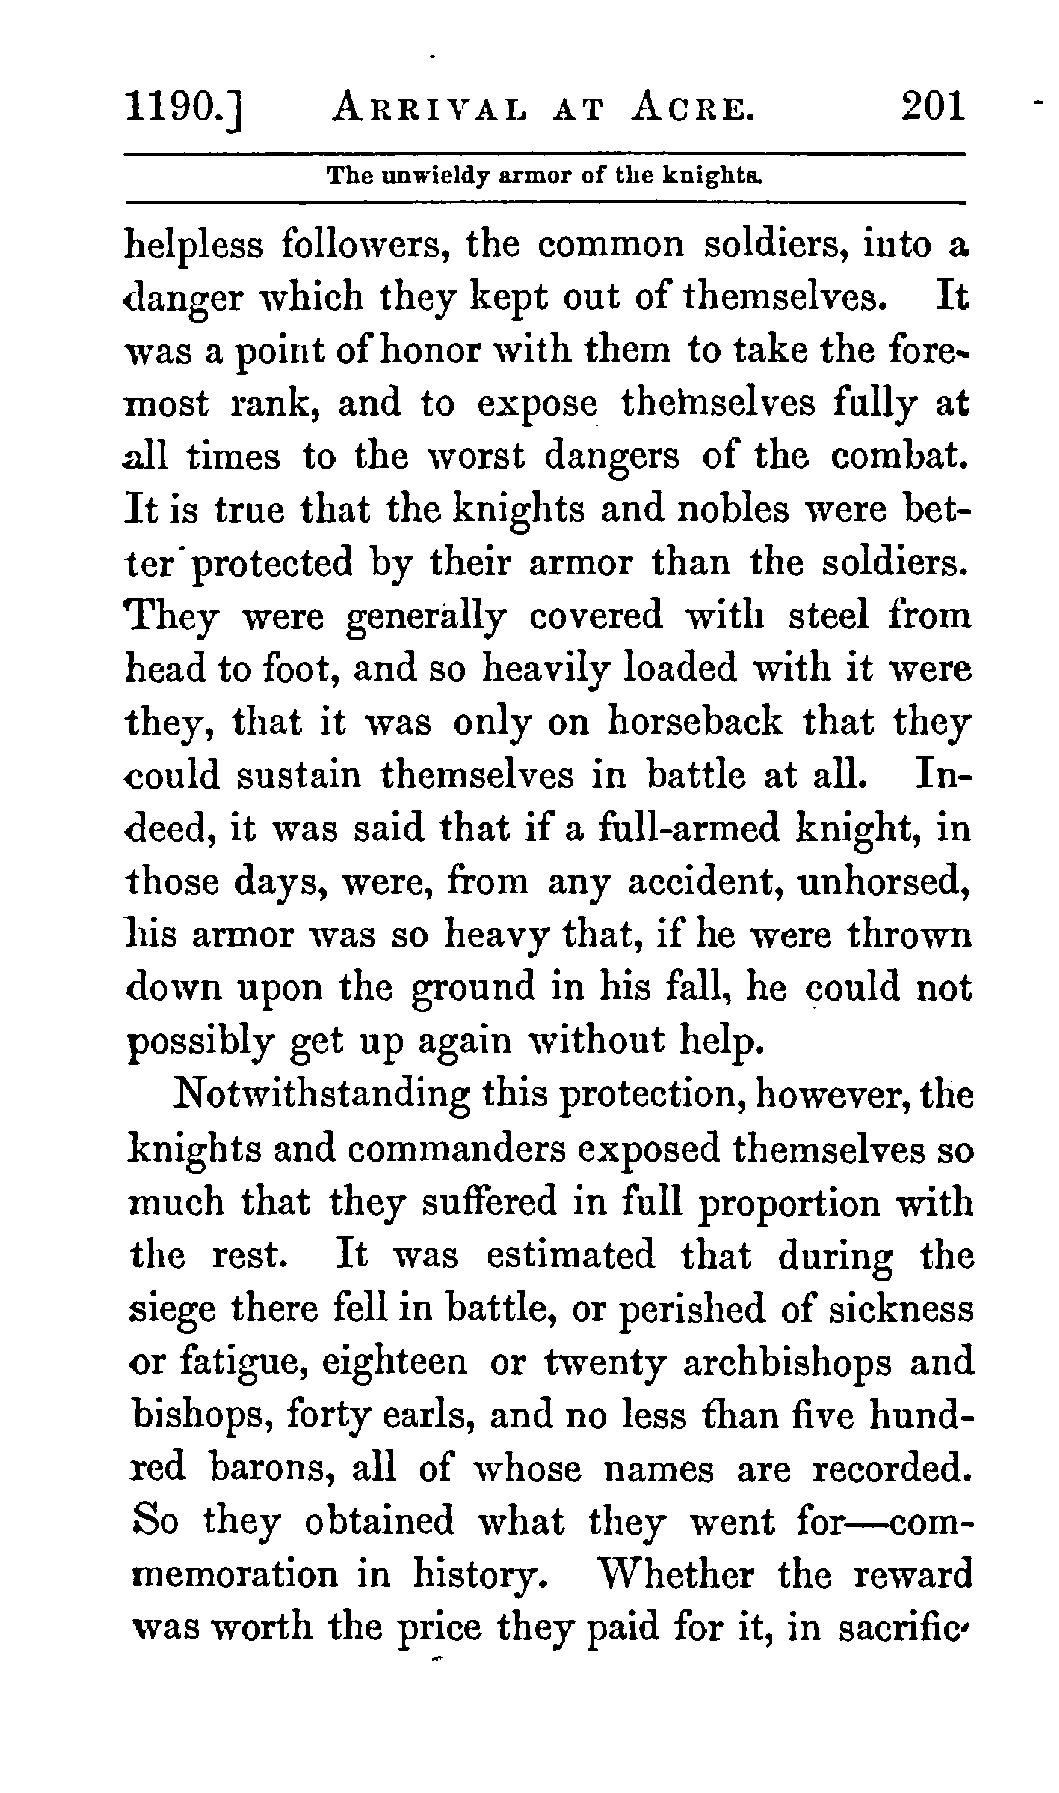 1190.] ARRIVAL AT ACRE. 201
The unwieldy armor of the knights.
helpless followers, the common soldiers, into a
danger which they kept out of themselves. It
was a point of honor with them to take the fore-
most rank, and to expose themselves fully at
all times to the worst dangers of the combat.
It is true that the knights and nobles were bet-
ter protected by their armor than the soldiers.
They were generally covered with steel from
head to foot, and so heavily loaded with it were
they, that it was only on horseback that they
could sustain themselves in battle at all. In-
deed, it was said that if a full-armed knight, in
those days, were, from any accident, unhorsed,
his armor was so heavy that, if he were thrown
down upon the ground in his fall, he could not
possibly get up again without help.
Notwithstanding this protection, however, the
knights and commanders exposed themselves so
much that they suffered in full proportion with
the rest. It was estimated that during the
siege there fell in battle, or perished of sickness
or fatigue, eighteen or twenty archbishops and
bishops, forty earls, and no less than five hund-
red barons, all of whose names are recorded.
So they obtained what they went for—com-
memoration in history. Whether the reward
was worth the price they paid for it, in sacrific-